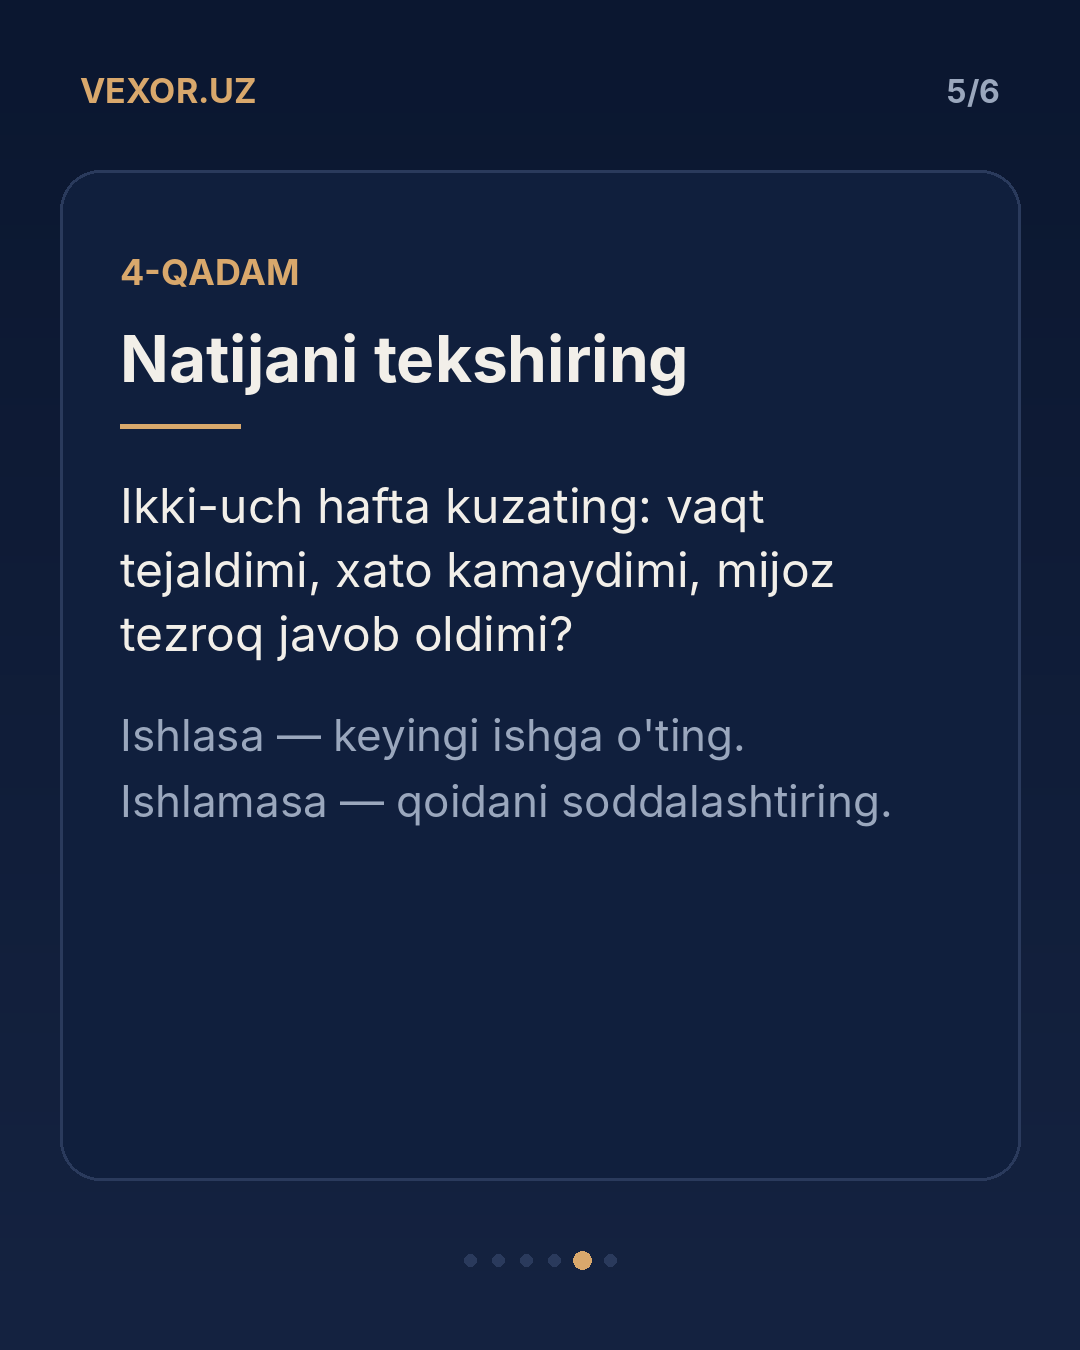 VEXOR.UZ
5/6
4-QADAM
Natijani tekshiring
Ikki-uch hafta kuzating: vaqt
tejaldimi, xato kamaydimi, mijoz
tezroq javob oldimi?
Ishlasa — keyingi ishga o'ting.
Ishlamasa — qoidani soddalashtiring.